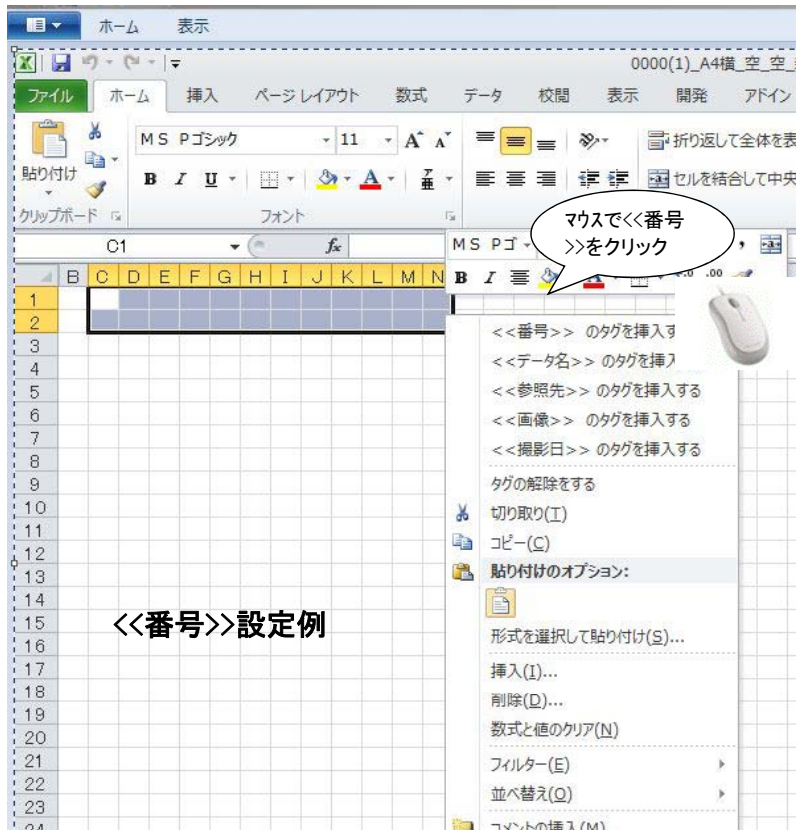 ホーム 表示
0000(1)_A4横_空_空_
ファイル ホーム 挿入 ページ レイアウト 数式 データ 校閲 表示 開発 アドイン
ＭＳ Ｐゴシック 11 折り返して全体を表
貼り付け B I U セルを結合して中央
クリップボード フォント
C1 fx
マウスで<<番号
>>をクリック
ＭＳ Ｐゴ
B I A
B C D E F G H I J K L M N
1
2
3
4
5
6
7
8
9
10
11
12
13
14
15
16
17
18
19
20
21
22
23
24
<<番号>>設定例
<<番号>> のタグを挿入す
<<データ名>> のタグを挿入
<<参照先>> のタグを挿入する
<<画像>> のタグを挿入する
<<撮影日>> のタグを挿入する
タグの解除をする
切り取り(T)
コピー(C)
貼り付けのオプション:
形式を選択して貼り付け(S)...
挿入(I)...
削除(D)...
数式と値のクリア(N)
フィルター(E)
並べ替え(O)
コメントの挿入(M)